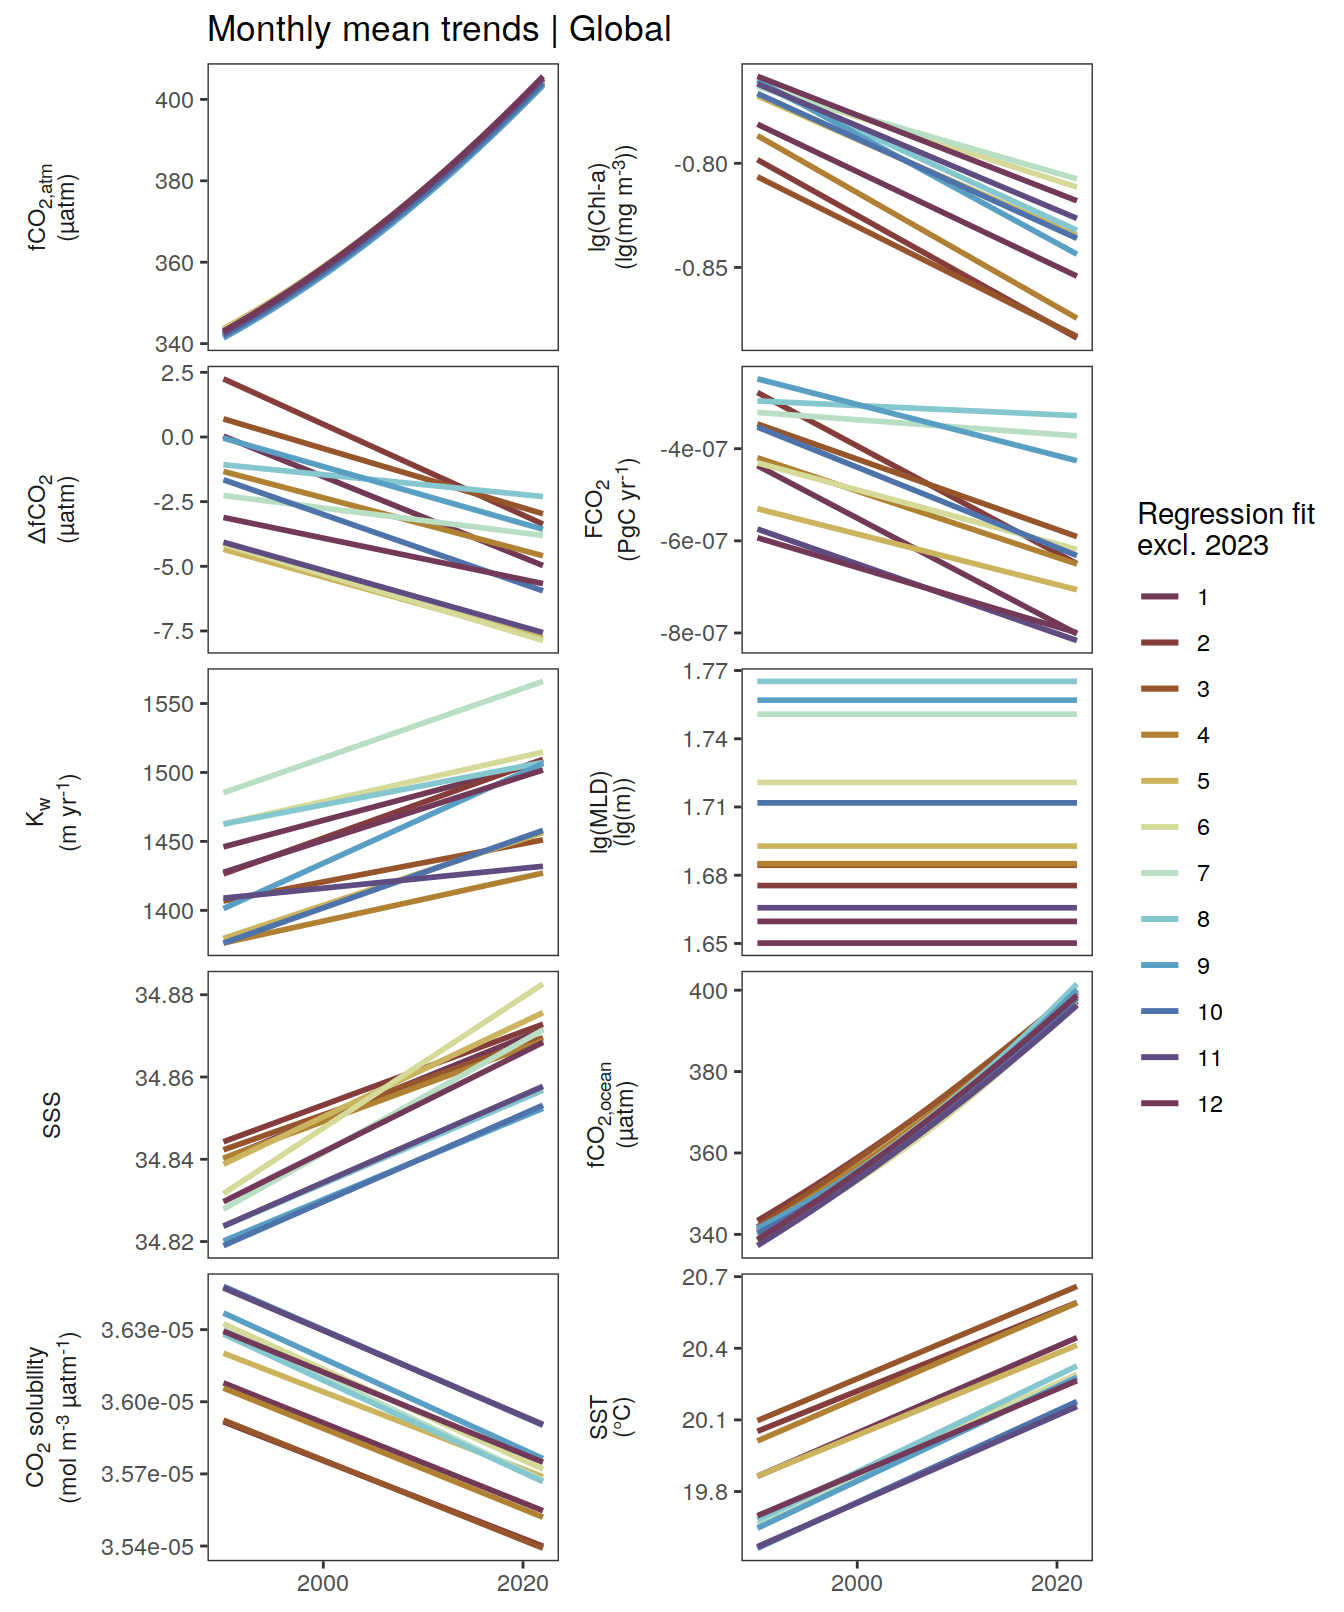 Monthly mean trends | Global
fCO2,atm
(µatm)
400
380
360
340
lg(Chl-a)
(lg(mg m-3))
-0.80
-0.85
ΔfCO2
(µatm)
2.5
0.0
-2.5
-5.0
-7.5
FCO2
(PgC yr-1)
-4e-07
-6e-07
-8e-07
Kw
(m yr-1)
1550
1500
1450
1400
lg(MLD)
(lg(m))
1.77
1.74
1.71
1.68
1.65
SSS
34.88
34.86
34.84
34.82
fCO2,ocean
(µatm)
400
380
360
340
CO2 solubility
(mol m-3 µatm-1)
3.63e-05
3.60e-05
3.57e-05
3.54e-05
SST
(°C)
20.7
20.4
20.1
19.8
2000
2020
2000
2020
Regression fit
excl. 2023
1
2
3
4
5
6
7
8
9
10
11
12